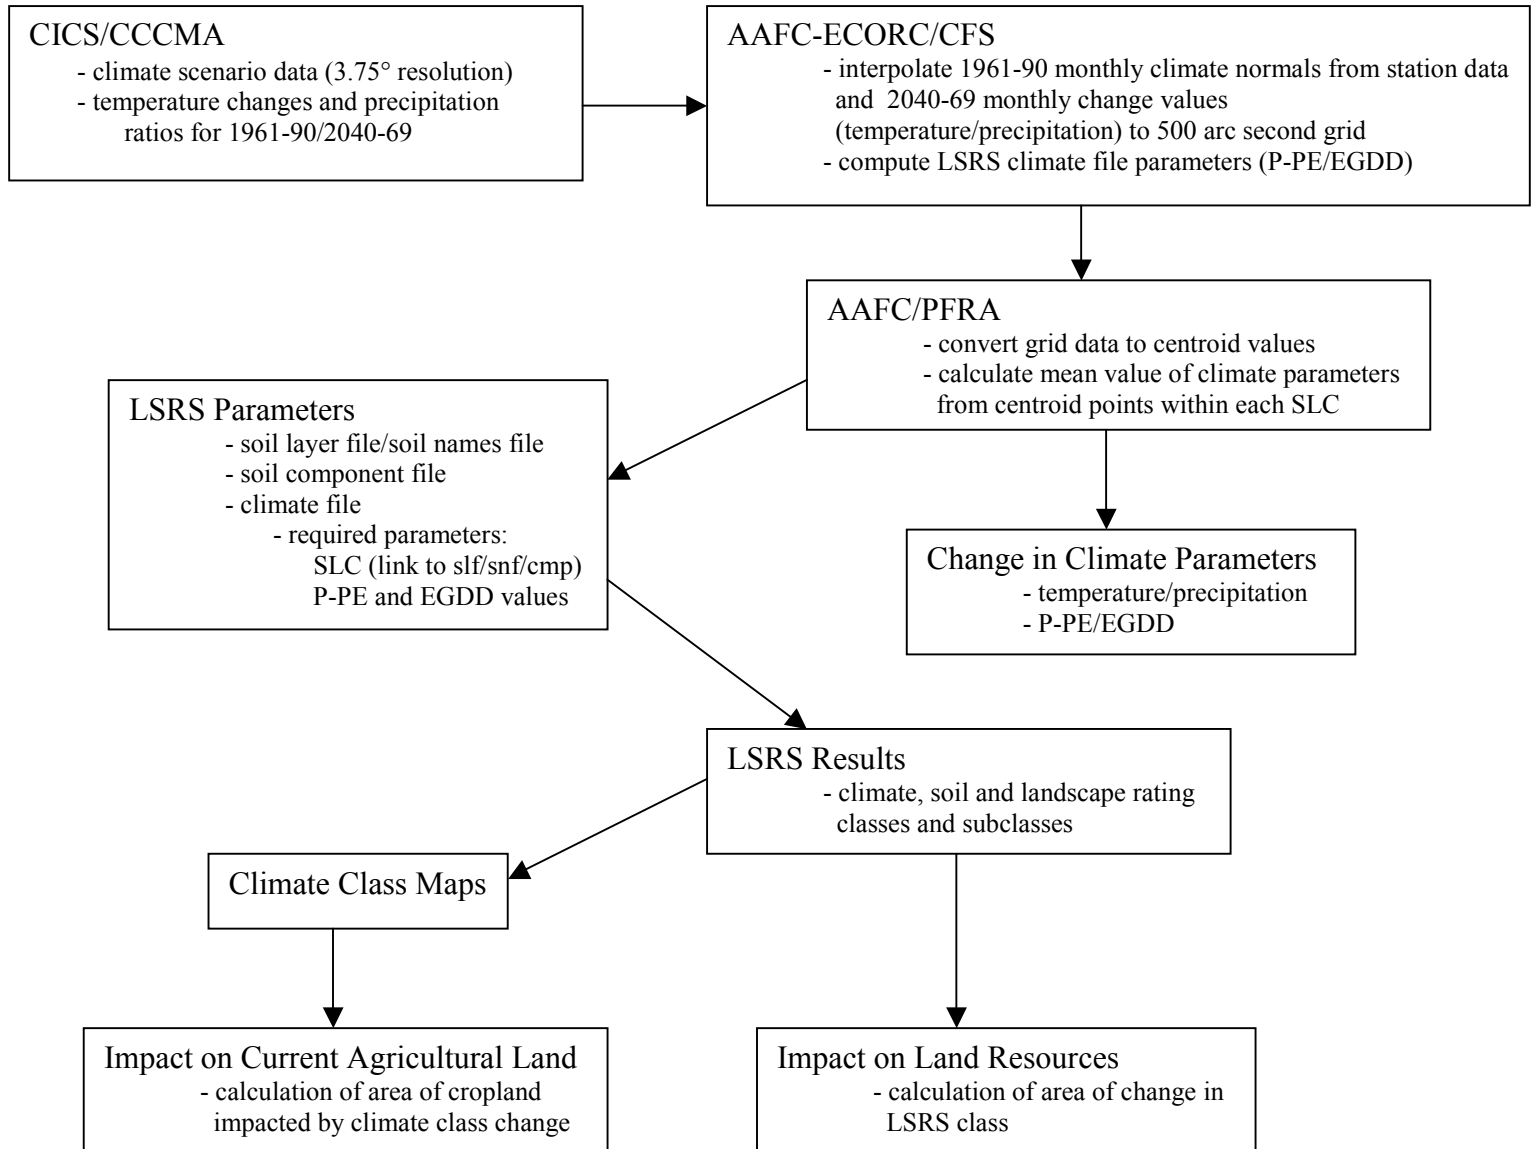 CICS/CCCMA
- climate scenario data (3.75° resolution)
- temperature changes and precipitation
ratios for 1961-90/2040-69
AAFC-ECORC/CFS
- interpolate 1961-90 monthly climate normals from station data
and 2040-69 monthly change values
(temperature/precipitation) to 500 arc second grid
- compute LSRS climate file parameters (P-PE/EGDD)
AAFC/PFRA
- convert grid data to centroid values
- calculate mean value of climate parameters
from centroid points within each SLC
LSRS Parameters
- soil layer file/soil names file
- soil component file
- climate file
- required parameters:
SLC (link to slf/snf/cmp)
P-PE and EGDD values
Change in Climate Parameters
- temperature/precipitation
- P-PE/EGDD
LSRS Results
- climate, soil and landscape rating
classes and subclasses
Climate Class Maps
Impact on Current Agricultural Land
- calculation of area of cropland
impacted by climate class change
Impact on Land Resources
- calculation of area of change in
LSRS class